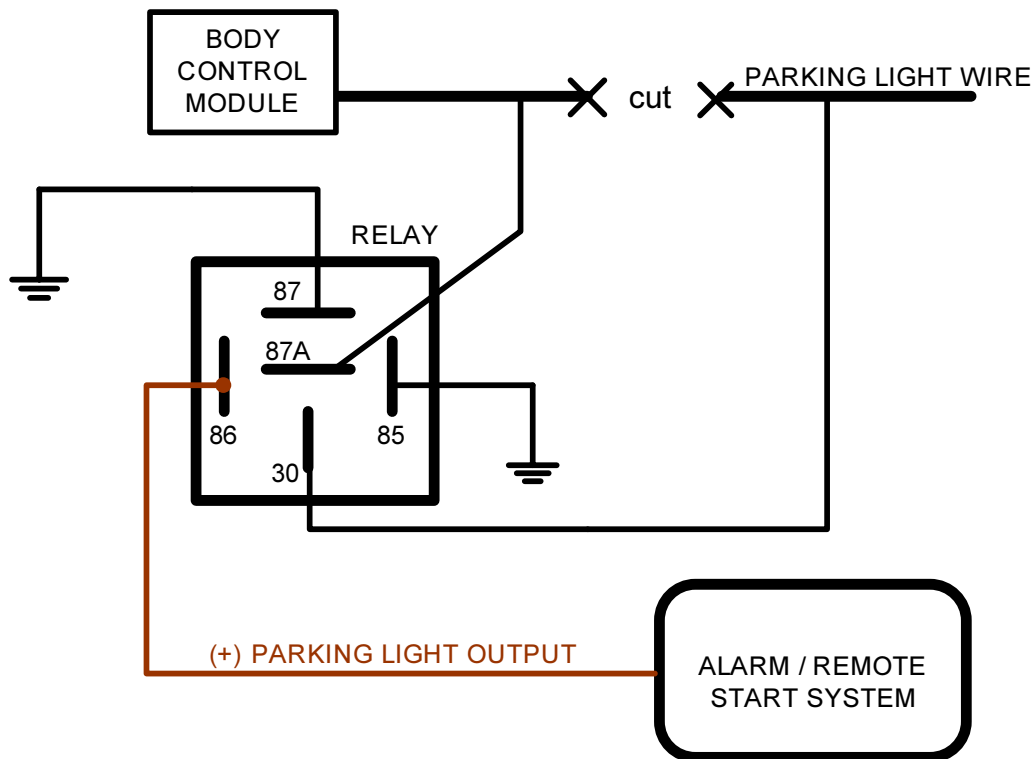 BODY
CONTROL
MODULE
cut
PARKING LIGHT WIRE
RELAY
87
87A
86
85
30
(+) PARKING LIGHT OUTPUT
ALARM / REMOTE
START SYSTEM